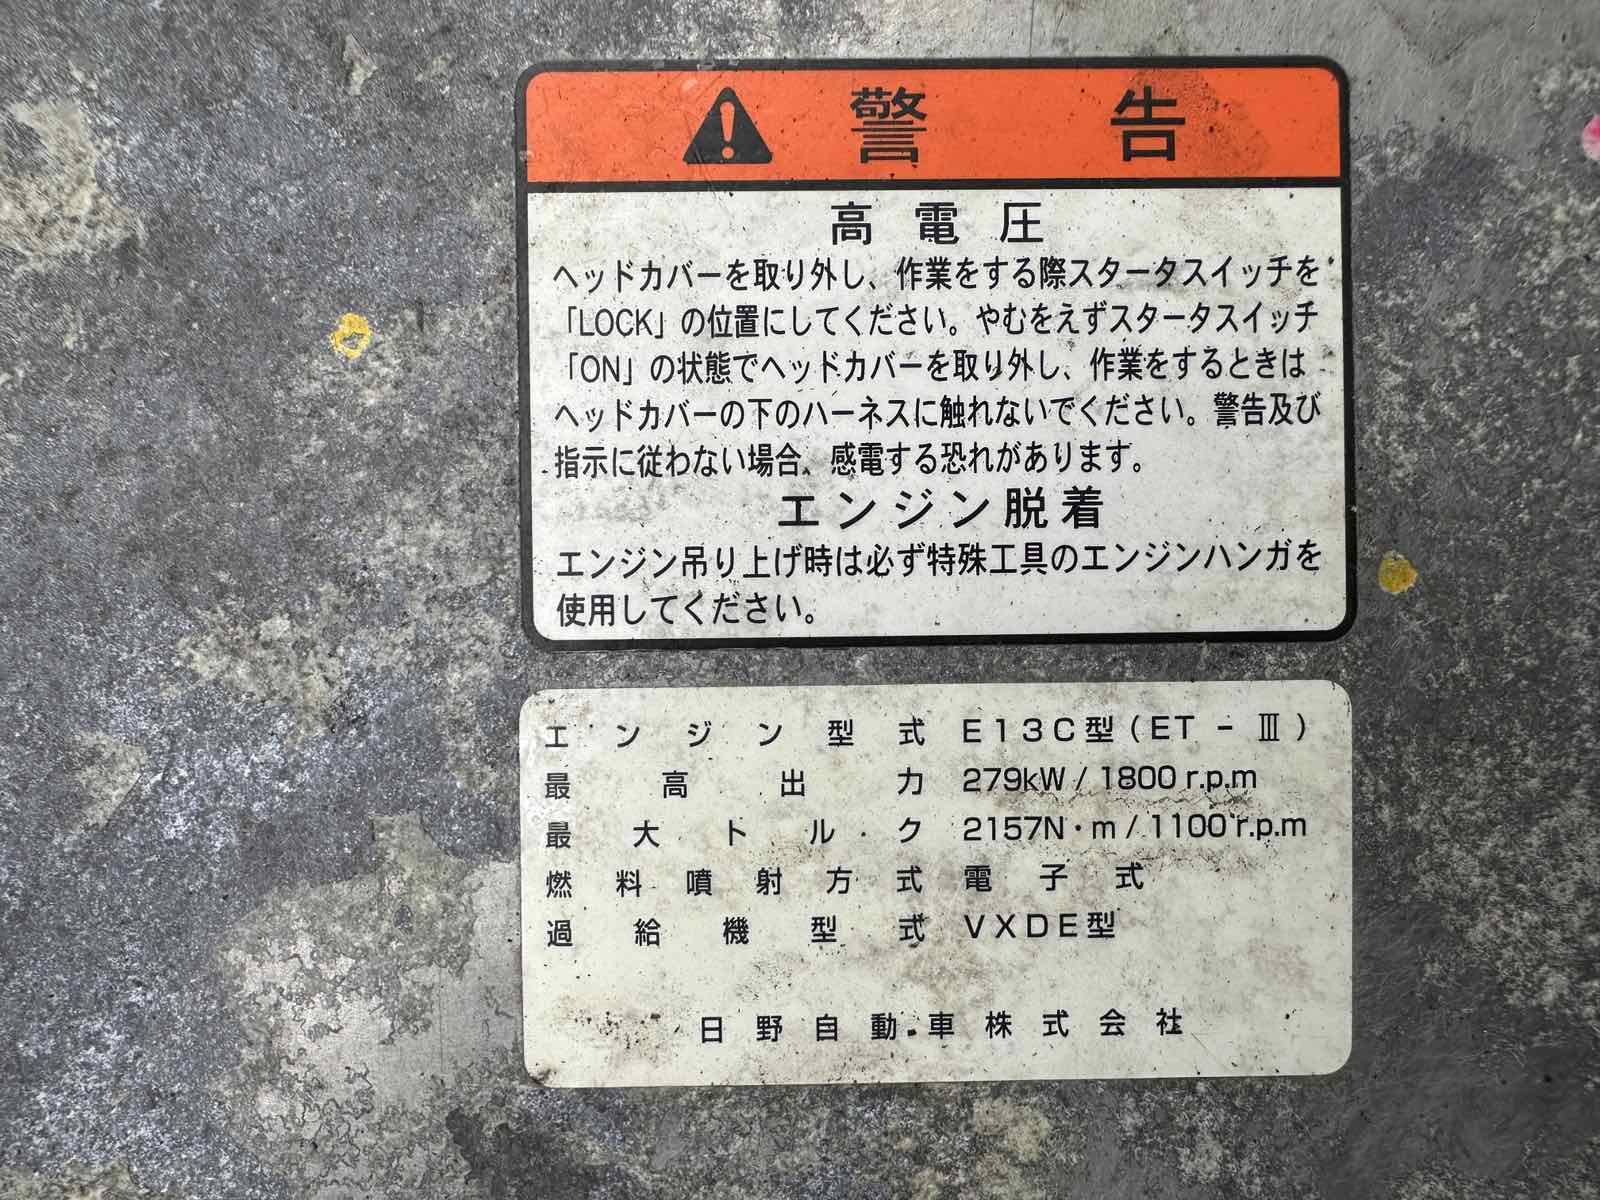 警告
高電圧
ヘッドカバーを取り外し、作業をする際スタータスイッチを
「LOCK」の位置にしてください。やむをえずスタータスイッチ
「ON」の状態でヘッドカバーを取り外し、作業をするときは
ヘッドカバーの下のハーネスに触れないでください。警告及び
指示に従わない場合、感電する恐れがあります。
エンジン脱着
エンジン吊り上げ時は必ず特殊工具のエンジンハンガを
使用してください。
エンジン型式 E13C型(ET-Ⅲ)
最高出力 279kW/1800r.p.m
最大トルク 2157N·m/1100r.p.m
燃料噴射方式 電子式
過給機型式 VXDE型
日野自動車株式会社